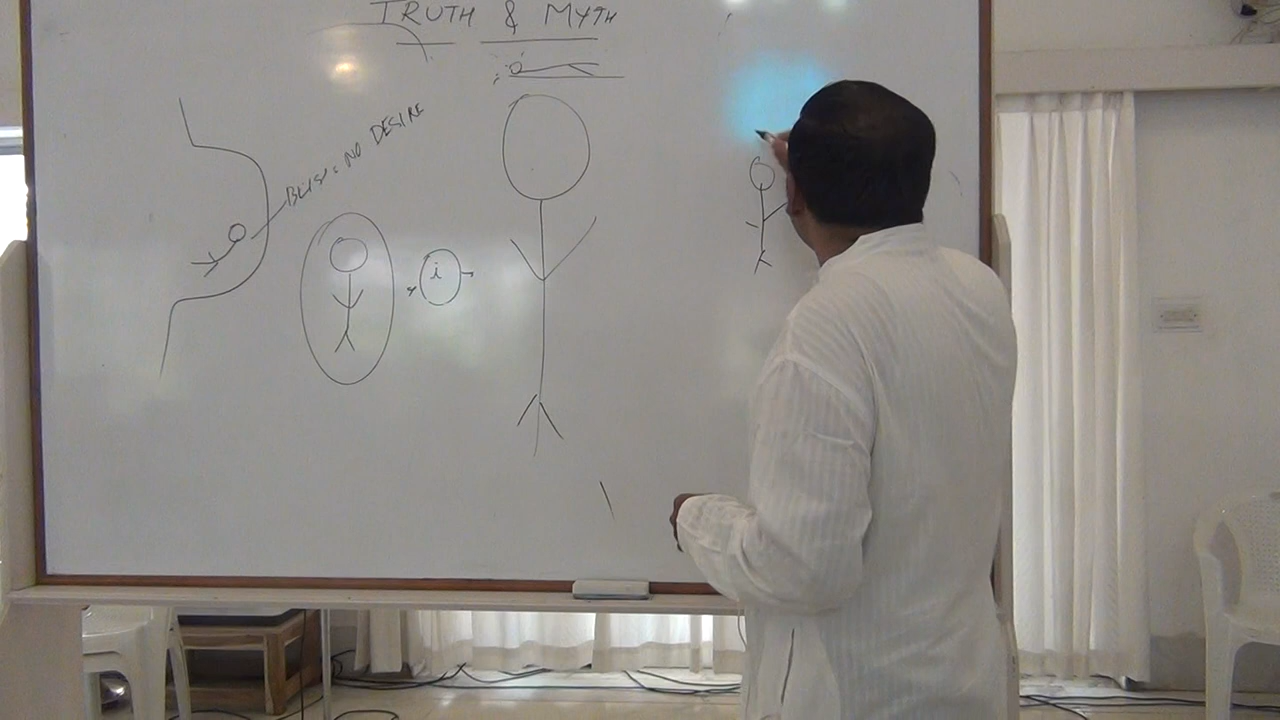 TRUTH & MYTH
BLISS = NO DESIRE
i